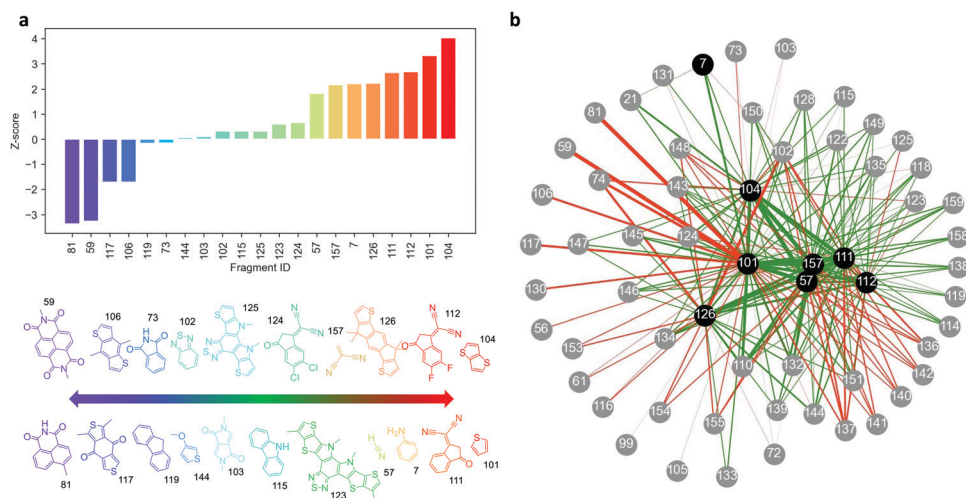 a
4
3
2
1
0
−1
−2
−3
Z-score
81 59 117 106 119 73 144 103 102 115 125 123 124 57 157 7 126 111 112 101 104
Fragment ID
59 106 73 102 125 124 157 126 112 104
81 117 119 144 103 115 123 57 7 111 101
b
7 73 103
131
21 150 128 115
81 122 149
59 148 102 135 125
74 143 104 118
106 123 159
145 124 158
117 147 101 157 111
57 112 138
130 146 119
126 114
56 134 136
153 110 132 151 142
61 140
116 154 155 139 144 137 141
99 72
105 133
O
N
O
O
N
O
S
S
H
N
O
O
N
N
S
N
S
N
N
S
N
N
S
N
N
O
Cl
Cl
N
S
S
N
N
O
F
F
S
S
H
N
O
O
S
O
O
S
O
S
N
O
O
N
NH
S
S
N
N
S
S
N
S
N
N
H
H₂N
N
N
O
S